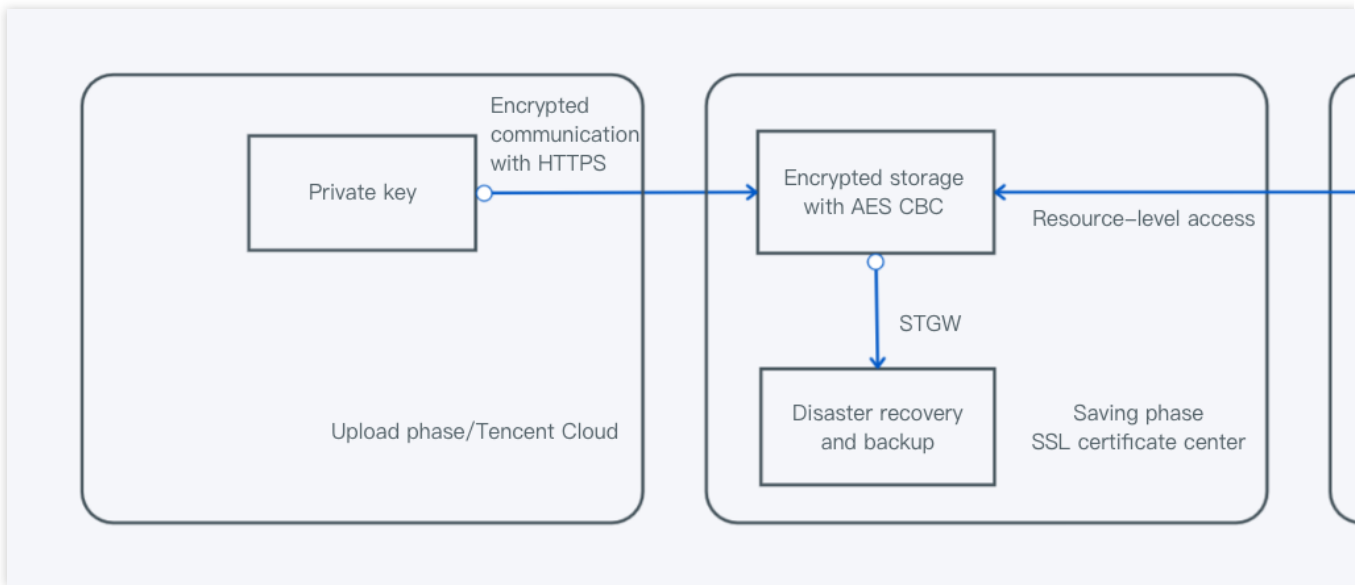 Encrypted
communication
with HTTPS
Private key
Upload phase/Tencent Cloud
Encrypted storage
with AES CBC
Resource-level access
STGW
Disaster recovery
and backup
Saving phase
SSL certificate center